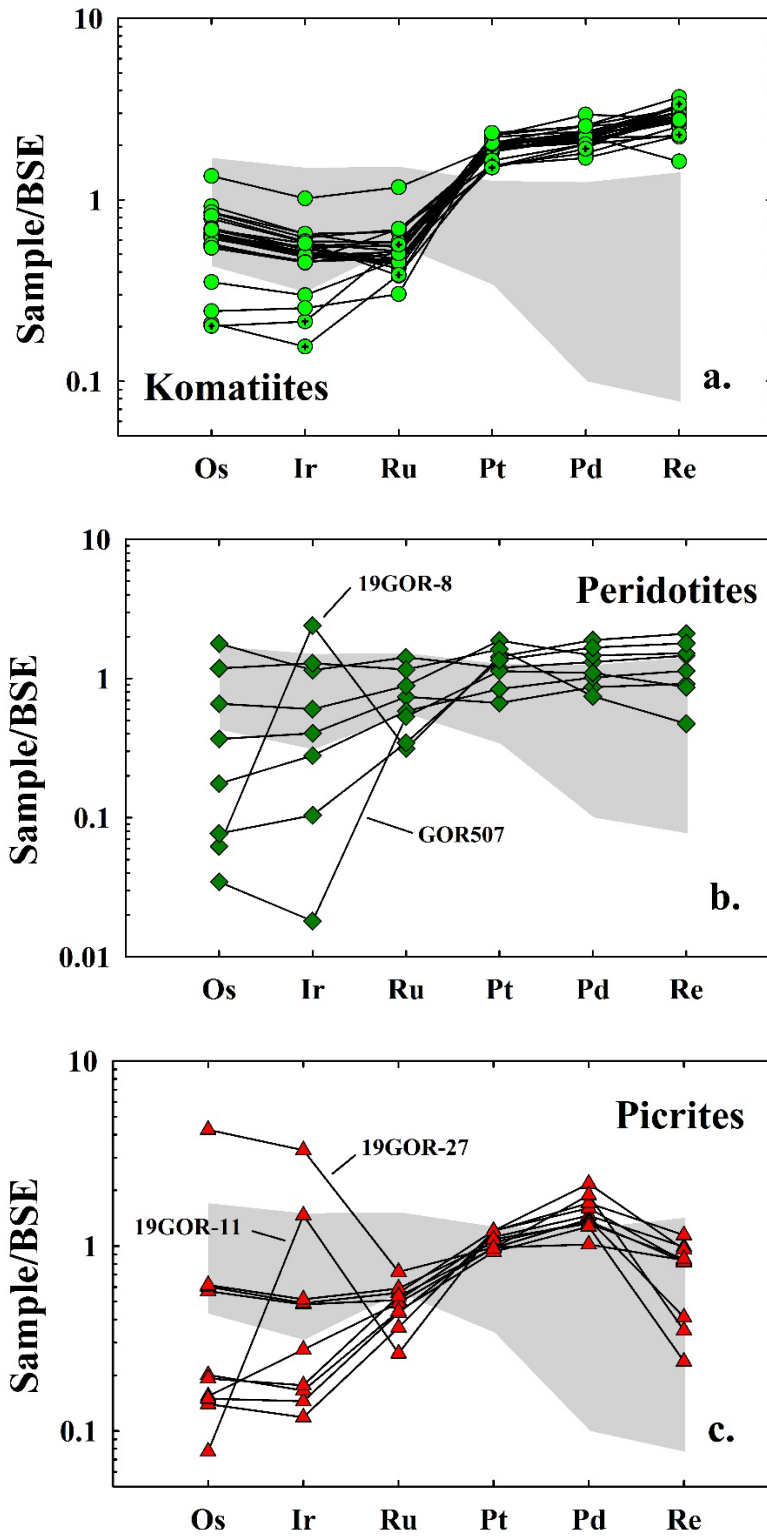 10
1
0.1
Sample/BSE
Komatiites
a.
Os Ir Ru Pt Pd Re
10
1
0.1
0.01
Sample/BSE
19GOR-8
Peridotites
GOR507
b.
Os Ir Ru Pt Pd Re
10
1
0.1
Sample/BSE
Picrites
19GOR-27
19GOR-11
c.
Os Ir Ru Pt Pd Re